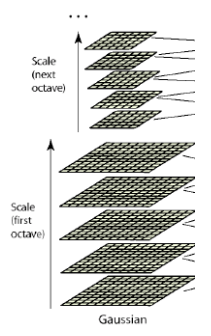 ...
Scale
(next
octave)
Scale
(first
octave)
Gaussian